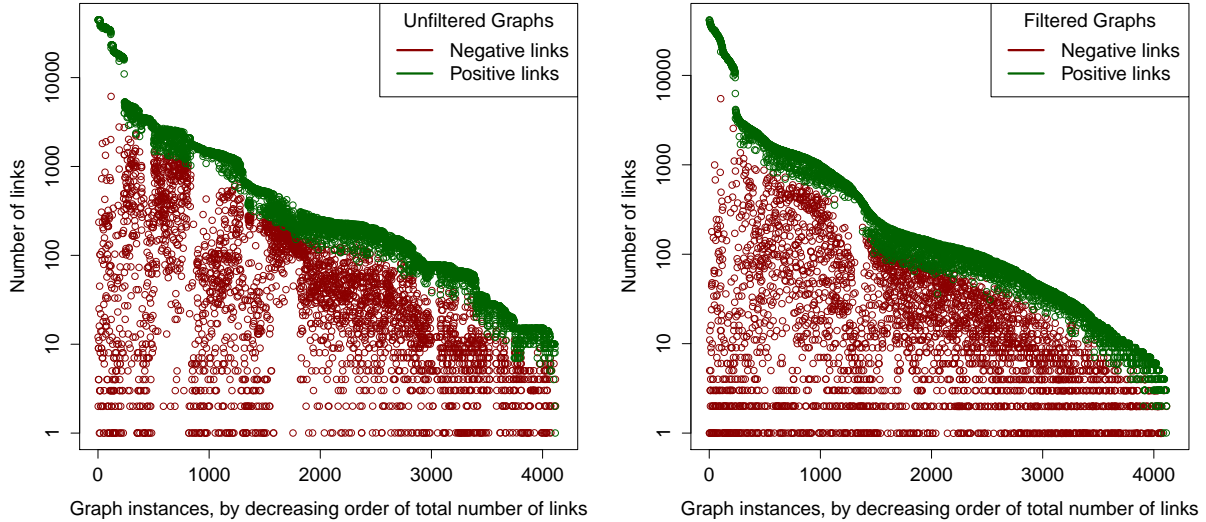 Unfiltered Graphs
Negative links
Positive links
Number of links
10000
1000
100
10
1
0 1000 2000 3000 4000
Graph instances, by decreasing order of total number of links
Filtered Graphs
Negative links
Positive links
Number of links
10000
1000
100
10
1
0 1000 2000 3000 4000
Graph instances, by decreasing order of total number of links